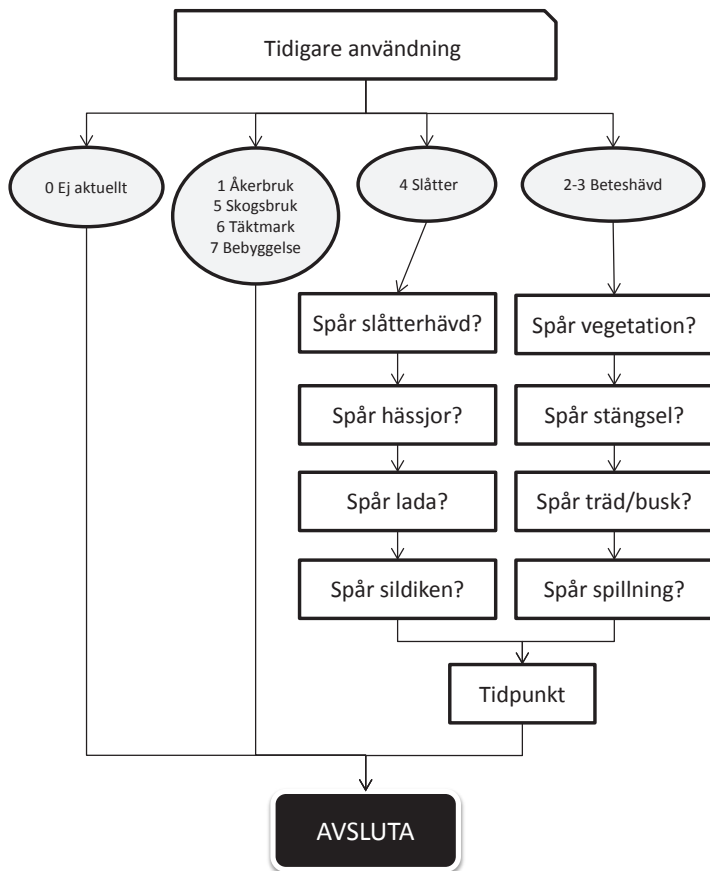 Tidigare användning
0 Ej aktuellt
1 Åkerbruk
5 Skogsbruk
6 Täktmark
7 Bebyggelse
4 Slåtter
2-3 Beteshävd
Spår slåtterhävd?
Spår vegetation?
Spår hässjor?
Spår stängsel?
Spår lada?
Spår träd/busk?
Spår sildiken?
Spår spillning?
Tidpunkt
AVSLUTA